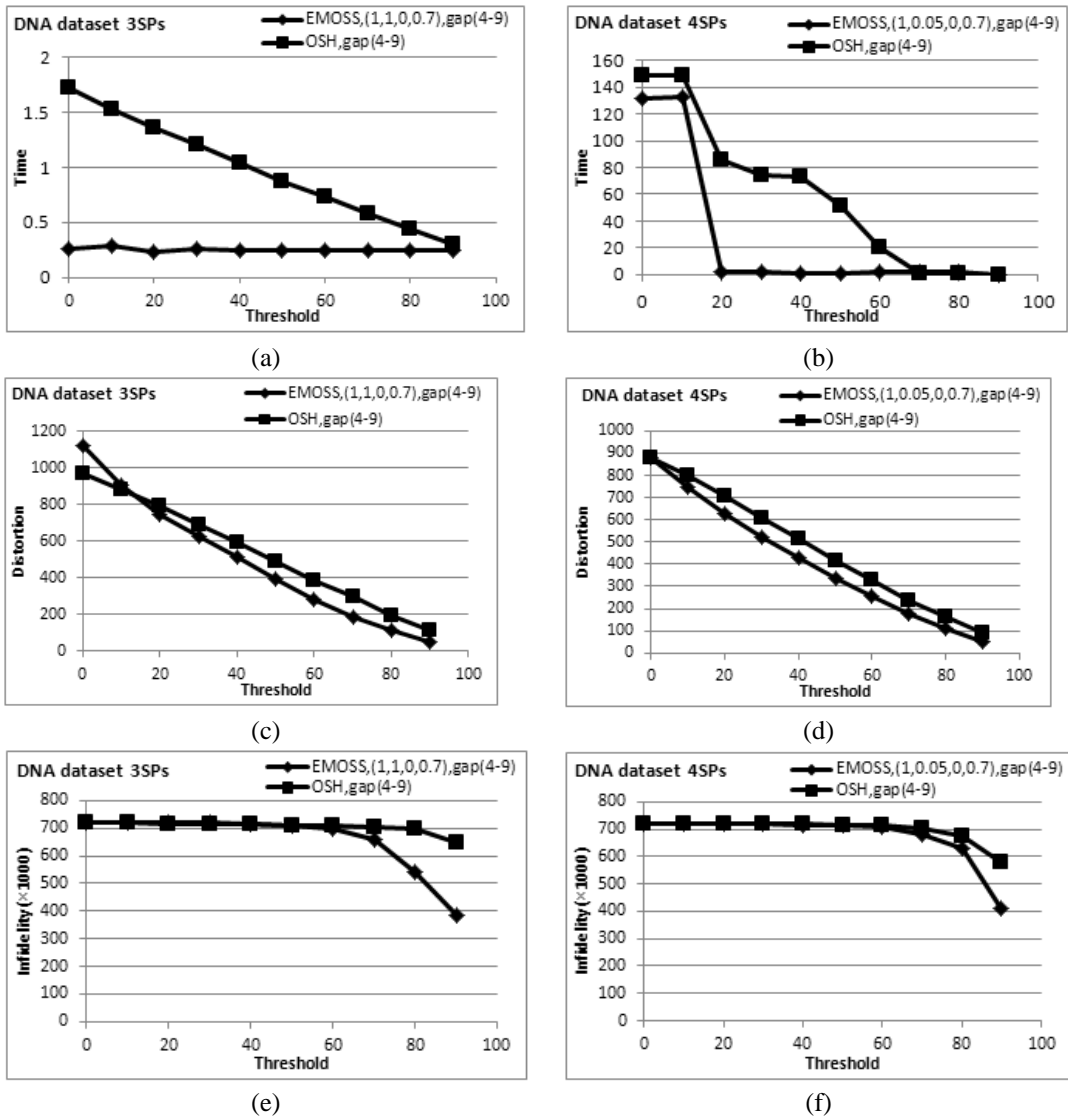 DNA dataset 3SPs
EMOSS,(1,1,0,0.7),gap(4-9)
OSH,gap(4-9)
2
1.5
1
0.5
0
Time
0 20 40 60 80 100
Threshold
(a)
DNA dataset 4SPs
EMOSS,(1,0.05,0,0.7),gap(4-9)
OSH,gap(4-9)
160
140
120
100
80
60
40
20
0
Time
0 20 40 60 80 100
Threshold
(b)
DNA dataset 3SPs
EMOSS,(1,1,0,0.7),gap(4-9)
OSH,gap(4-9)
1200
1000
800
600
400
200
0
Distortion
0 20 40 60 80 100
Threshold
(c)
DNA dataset 4SPs
EMOSS,(1,0.05,0,0.7),gap(4-9)
OSH,gap(4-9)
1000
900
800
700
600
500
400
300
200
100
0
Distortion
0 20 40 60 80 100
Threshold
(d)
DNA dataset 3SPs
EMOSS,(1,1,0,0.7),gap(4-9)
OSH,gap(4-9)
800
700
600
500
400
300
200
100
0
Infidelity (×1000)
0 20 40 60 80 100
Threshold
(e)
DNA dataset 4SPs
EMOSS,(1,0.05,0,0.7),gap(4-9)
OSH,gap(4-9)
800
700
600
500
400
300
200
100
0
Infidelity (×1000)
0 20 40 60 80 100
Threshold
(f)